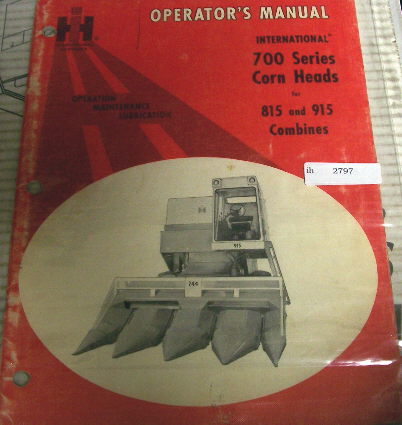 OPERATOR'S MANUAL
IH
INTERNATIONAL
700 Series
Corn Heads
for
815 and 915
Combines
OPERATION
MAINTENANCE
LUBRICATION
ih 2797
915
744